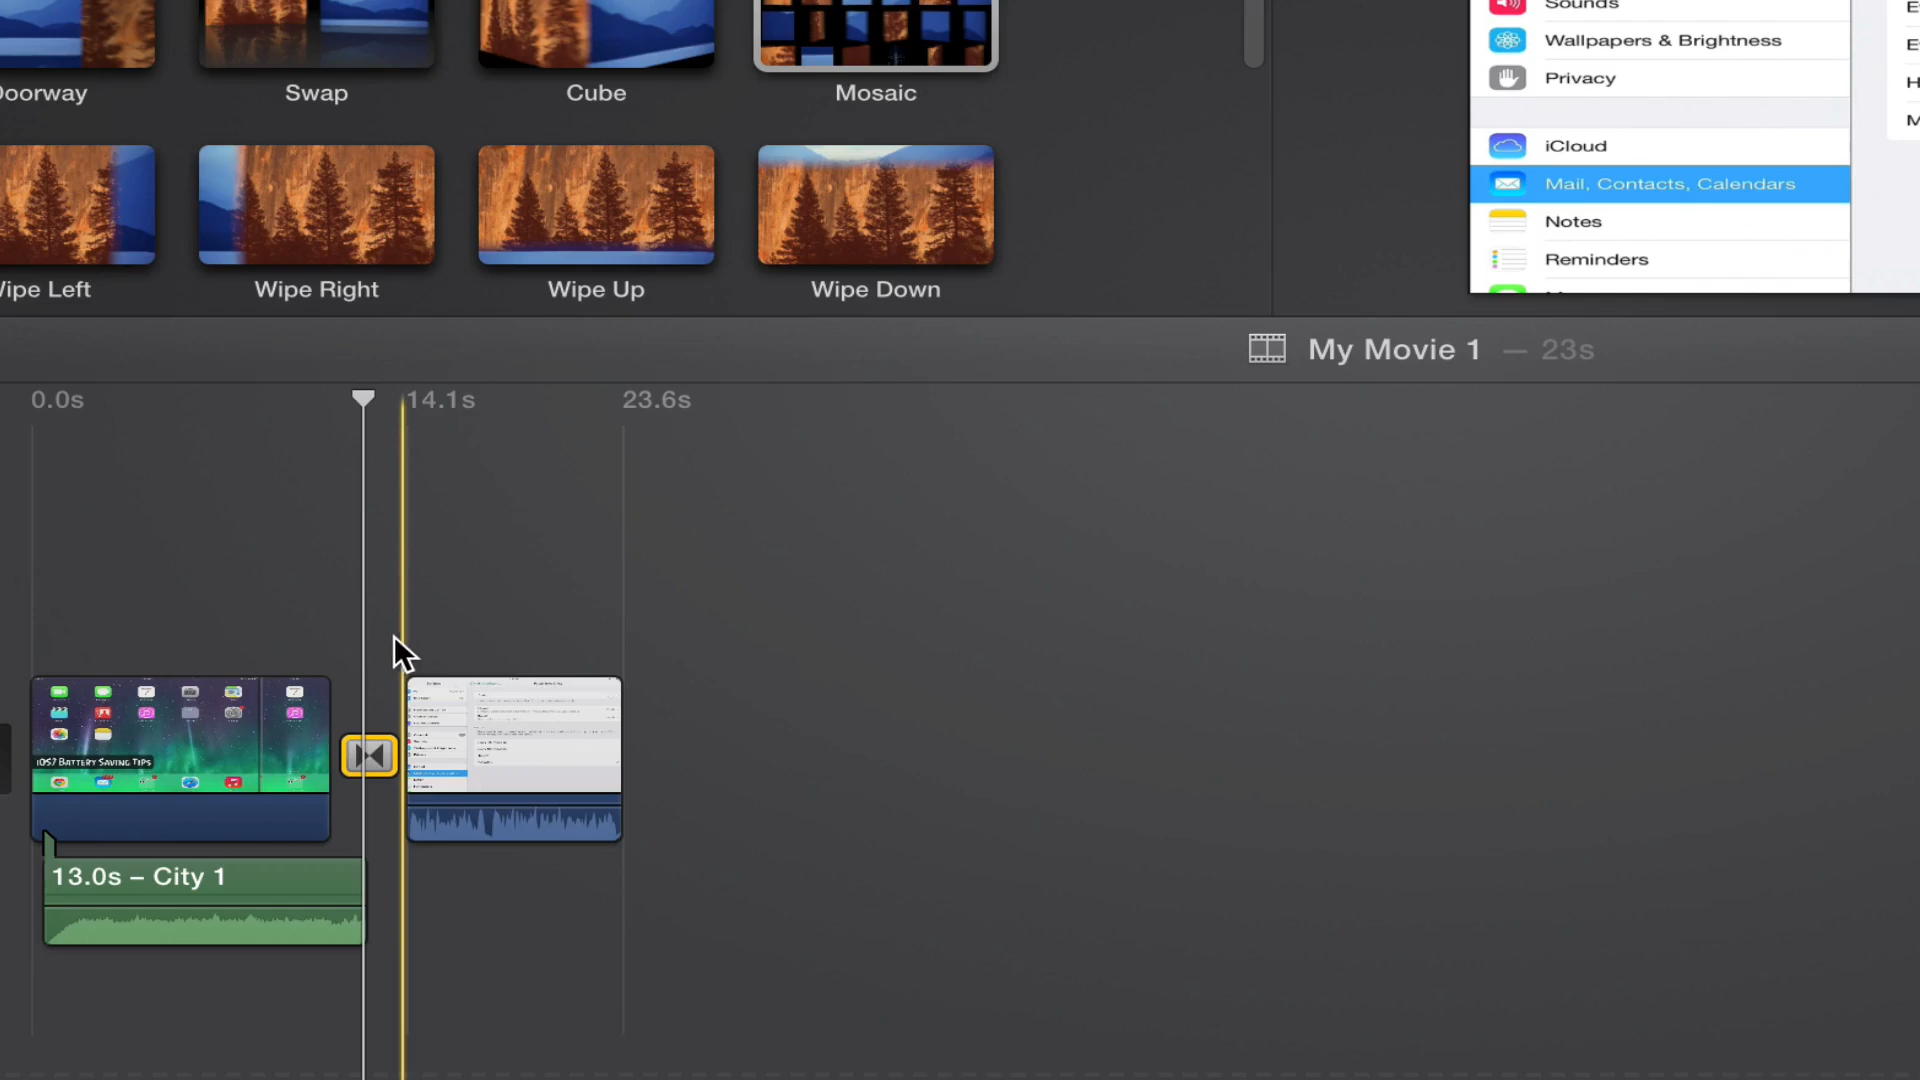 Doorway
Swap
Cube
Mosaic
Wipe Left
Wipe Right
Wipe Up
Wipe Down
Sounds
Wallpapers & Brightness
Privacy
iCloud
Mail, Contacts, Calendars
Notes
Reminders
My Movie 1 — 23s
0.0s
14.1s
23.6s
iOS7 Battery Saving Tips
13.0s – City 1